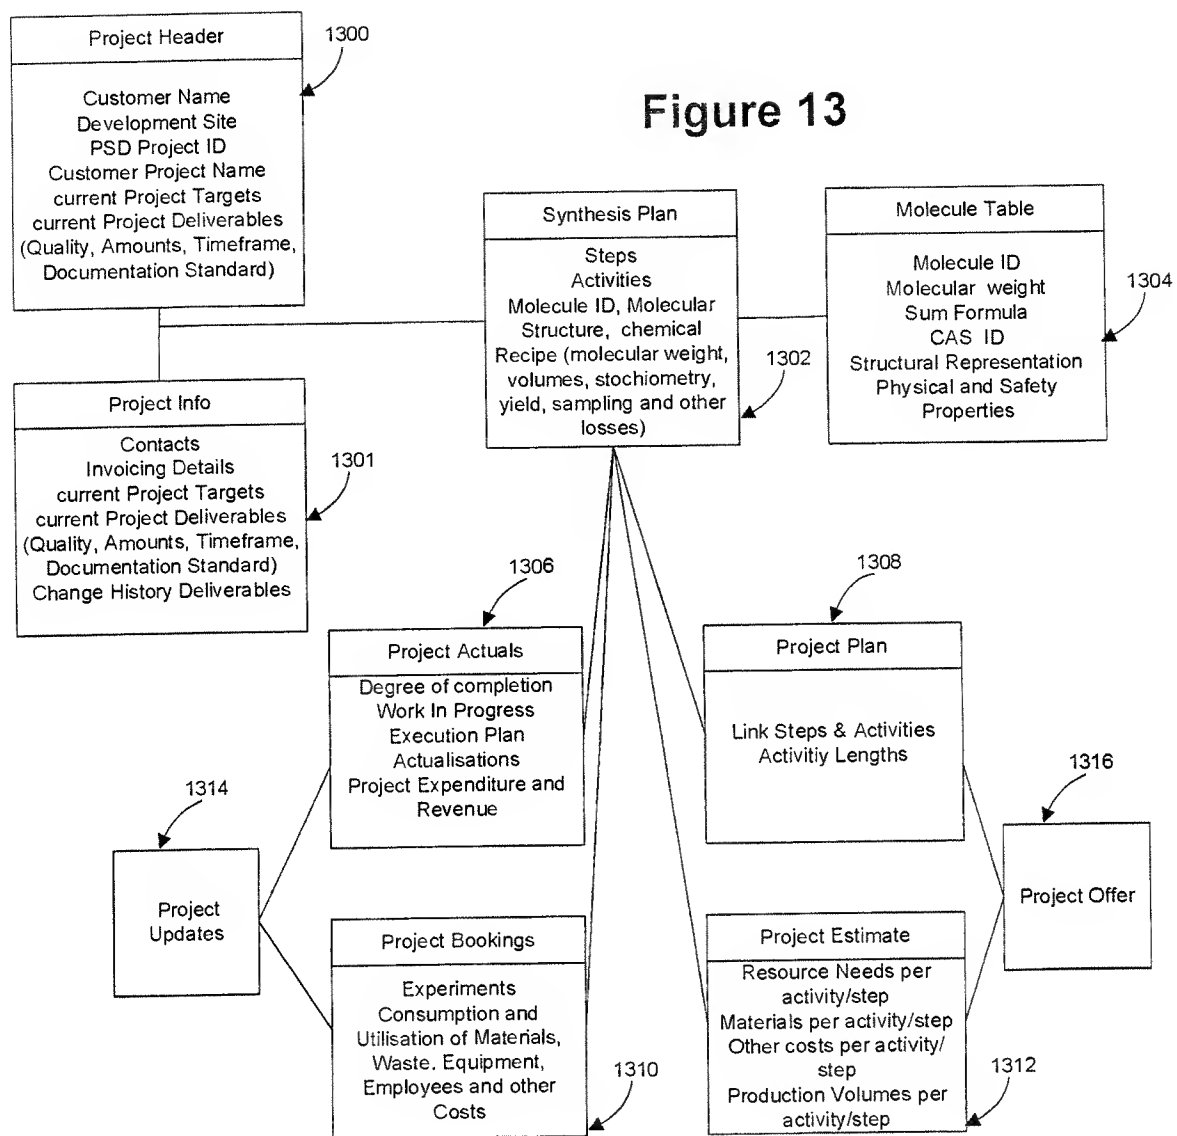 Project Header
Customer Name
Development Site
PSD Project ID
Customer Project Name
current Project Targets
current Project Deliverables
(Quality, Amounts, Timeframe,
Documentation Standard)
1300
Figure 13
Synthesis Plan
Steps
Activities
Molecule ID, Molecular
Structure, chemical
Recipe (molecular weight,
volumes, stochiometry,
yield, sampling and other
losses)
1302
Molecule Table
Molecule ID
Molecular weight
Sum Formula
CAS ID
Structural Representation
Physical and Safety
Properties
1304
Project Info
Contacts
Invoicing Details
current Project Targets
current Project Deliverables
(Quality, Amounts, Timeframe,
Documentation Standard)
Change History Deliverables
1301
1306
Project Actuals
Degree of completion
Work In Progress
Execution Plan
Actualisations
Project Expenditure and
Revenue
1308
Project Plan
Link Steps & Activities
Activitiy Lengths
1314
Project
Updates
1316
Project Offer
Project Bookings
Experiments
Consumption and
Utilisation of Materials,
Waste. Equipment,
Employees and other
Costs
1310
Project Estimate
Resource Needs per
activity/step
Materials per activity/step
Other costs per activity/
step
Production Volumes per
activity/step
1312